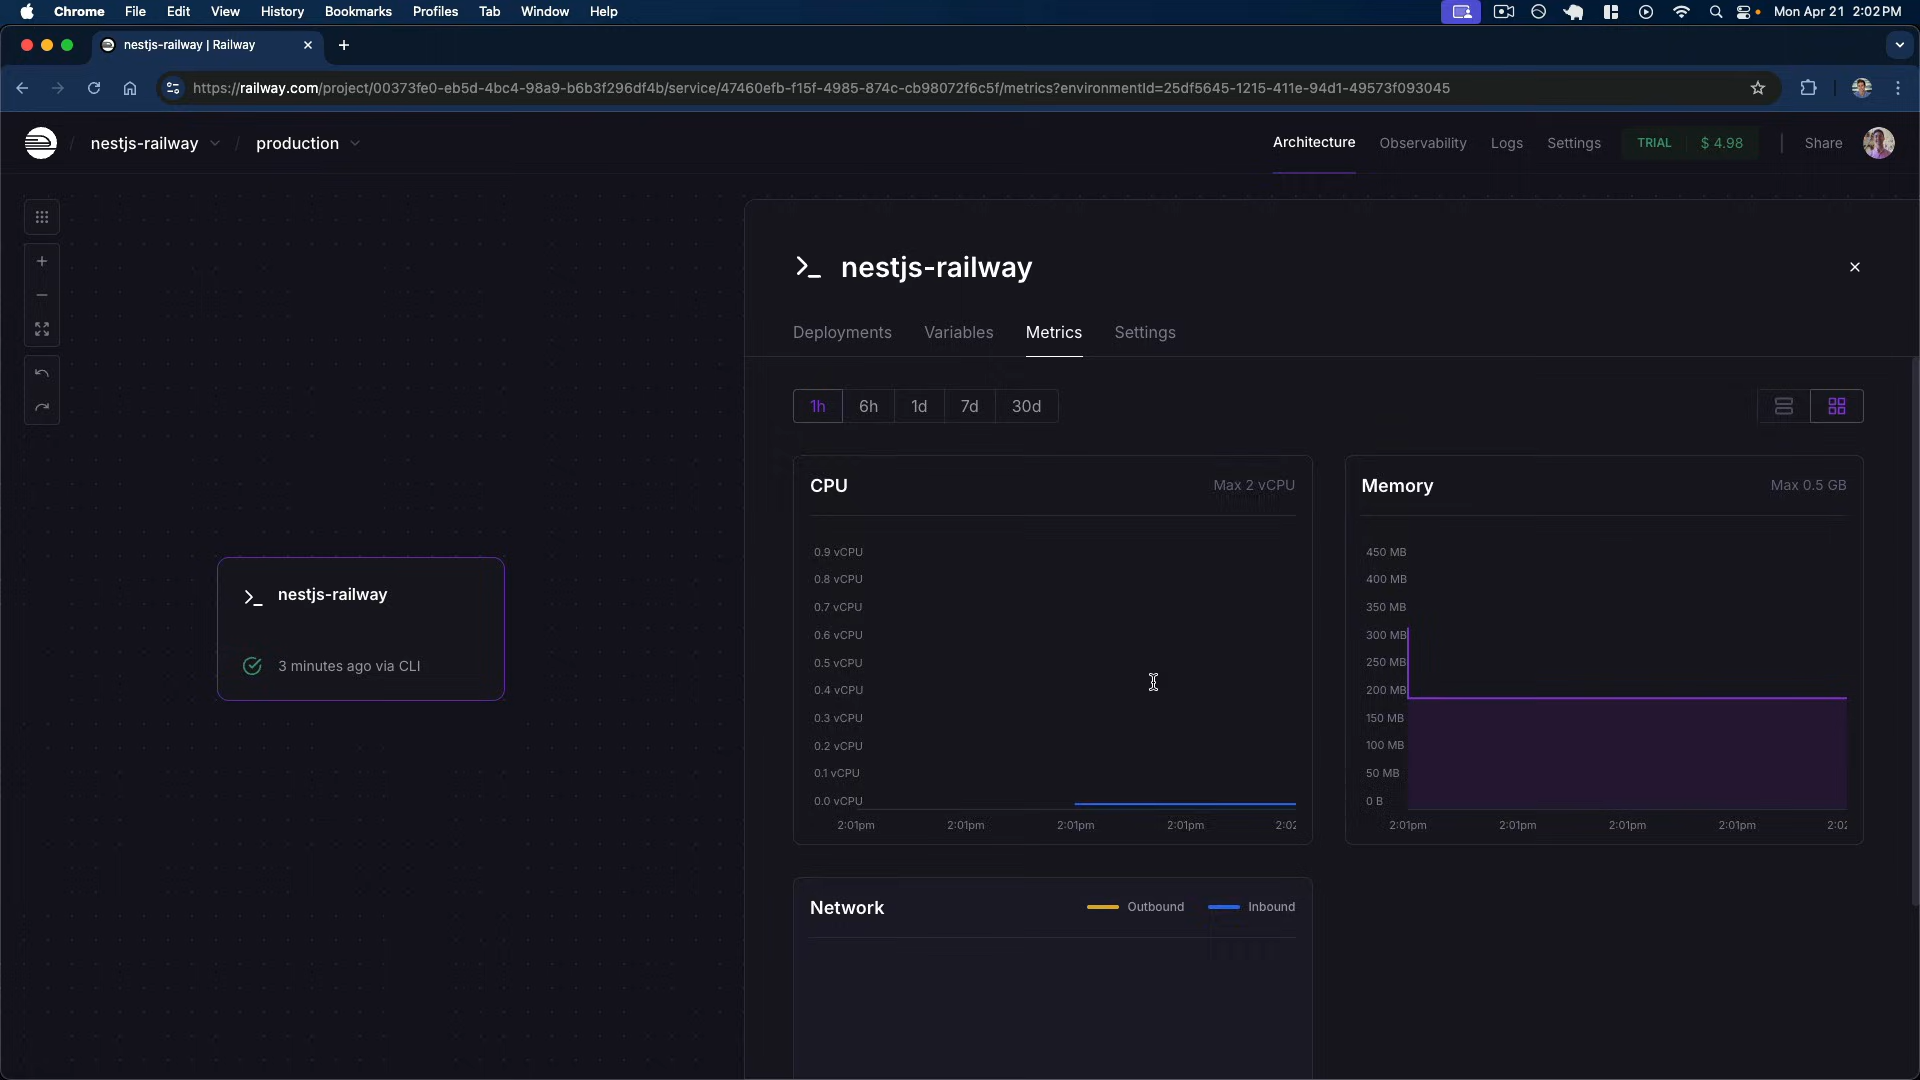 Chrome File Edit View History Bookmarks Profiles Tab Window Help Mon Apr 21 2:02 PM
nestjs-railway | Railway
https://railway.com/project/00373fe0-eb5d-4bc4-98a9-b6b3f296df4b/service/47460efb-f15f-4985-874c-cb98072f6c5f/metrics?environmentId=25df5645-1215-411e-94d1-49573f093045
/ nestjs-railway / production Architecture Observability Logs Settings TRIAL $ 4.98 Share
nestjs-railway
Deployments Variables Metrics Settings
1h 6h 1d 7d 30d
CPU Max 2 vCPU
0.9 vCPU
0.8 vCPU
0.7 vCPU
0.6 vCPU
0.5 vCPU
0.4 vCPU
0.3 vCPU
0.2 vCPU
0.1 vCPU
0.0 vCPU
2:01pm 2:01pm 2:01pm 2:01pm 2:02
Memory Max 0.5 GB
450 MB
400 MB
350 MB
300 MB
250 MB
200 MB
150 MB
100 MB
50 MB
0 B
2:01pm 2:01pm 2:01pm 2:01pm 2:02
nestjs-railway
3 minutes ago via CLI
Network Outbound Inbound